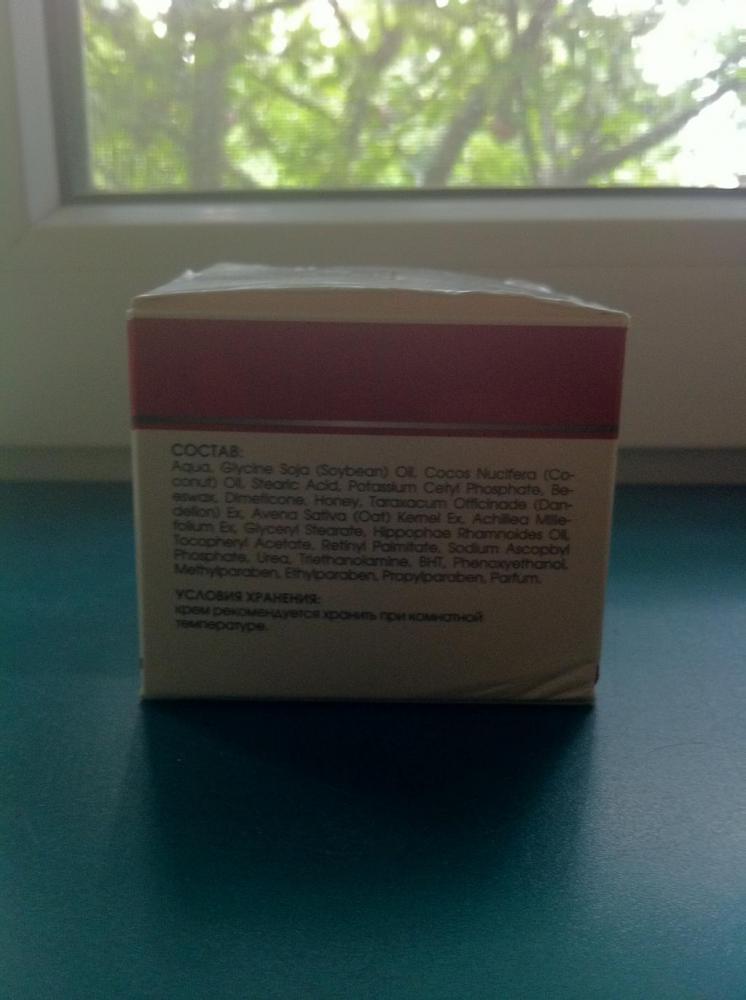 СОСТАВ:
Aqua, Glycine Soja (Soybean) Oil, Cocos Nucifera (Co-
conut) Oil, Stearic Acid, Potassium Cetyl Phosphate, Be-
eswax, Dimeticone, Honey, Taraxacum Officinade (Dan-
delion) Ex, Avena Sativa (Oat) Kernel Ex, Achillea Mille-
folium Ex, Glyceryl Stearate, Hippophae Rhamnoides Oil,
Tocopheryl Acetate, Retinyl Palmitate, Sodium Ascopbyl
Phosphate, Urea, Triethanolamine, BHT, Phenoxyethanol,
Methylparaben, Ethylparaben, Propylparaben, Parfum.
УСЛОВИЯ ХРАНЕНИЯ:
крем рекомендуется хранить при комнатной
температуре.